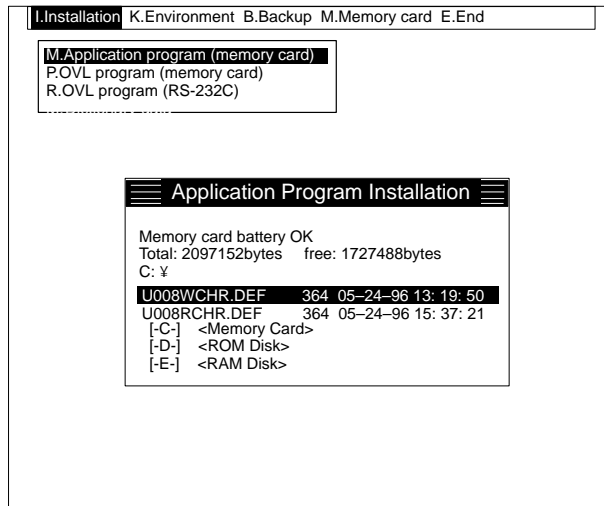 I.Installation K.Environment B.Backup M.Memory card E.End
M.Application program (memory card)
P.OVL program (memory card)
R.OVL program (RS-232C)
Application Program Installation
Memory card battery OK
Total: 2097152bytes free: 1727488bytes
C: ¥
U008WCHR.DEF 364 05–24–96 13: 19: 50
U008RCHR.DEF 364 05–24–96 15: 37: 21
[-C-] <Memory Card>
[-D-] <ROM Disk>
[-E-] <RAM Disk>